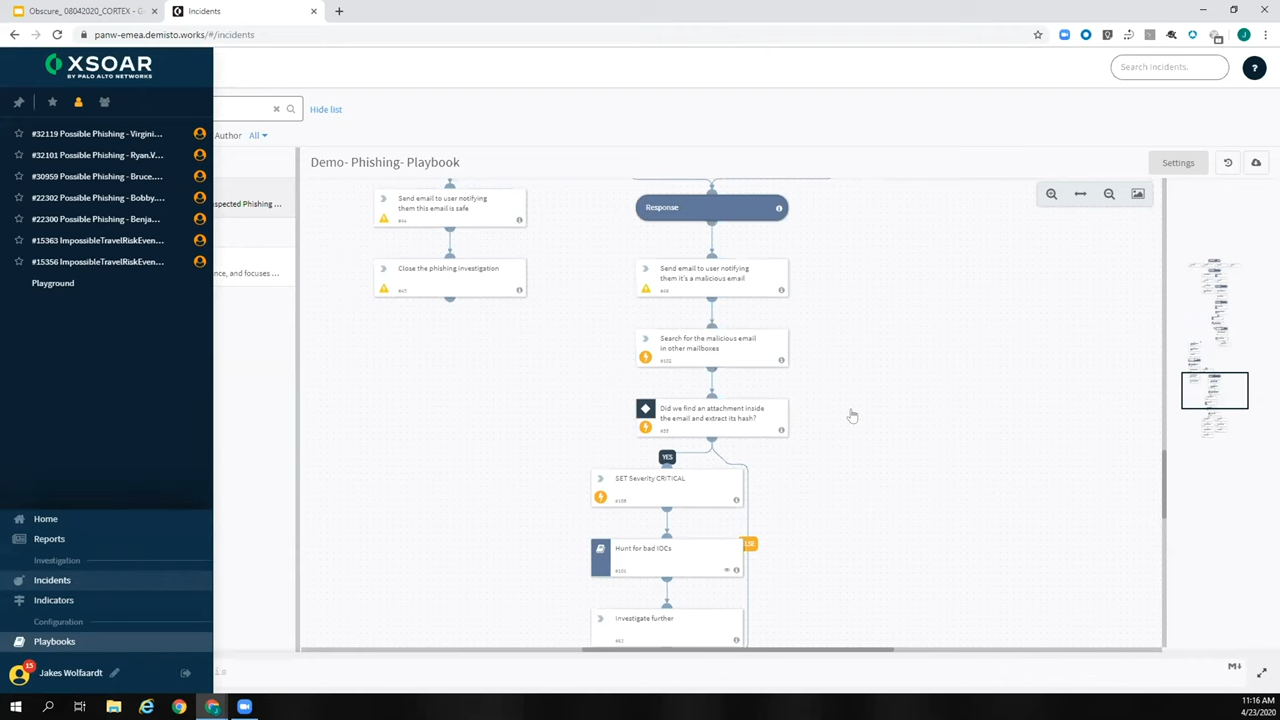 Obscure_ 08042020_CORTEX - G
Incidents
panw-emea.demisto.works/#/incidents
XSOAR
BY PALO ALTO NETWORKS
Search incidents.
?
Hide list
#32119 Possible Phishing - Virgini...
#32101 Possible Phishing - Ryan.V...
#30959 Possible Phishing - Bruce....
#22302 Possible Phishing - Bobby....
#22300 Possible Phishing - Benja...
#15363 ImpossibleTravelRiskEven...
#15356 ImpossibleTravelRiskEven...
Playground
Author All
spected Phishing ...
nce, and focuses ...
Demo- Phishing- Playbook
Settings
Send email to user notifying
them this email is safe
Close the phishing investigation
#45
Response
Send email to user notifying
them it's a malicious email
Search for the malicious email
in other mailboxes
Did we find an attachment inside
the email and extract its hash?
YES
SET Severity CRITICAL
LSE
Hunt for bad IOCs
Investigate further
Home
Reports
Investigation
Incidents
Indicators
Configuration
Playbooks
15
Jakes Wolfaardt
is
M
11:16 AM
4/23/2020
J